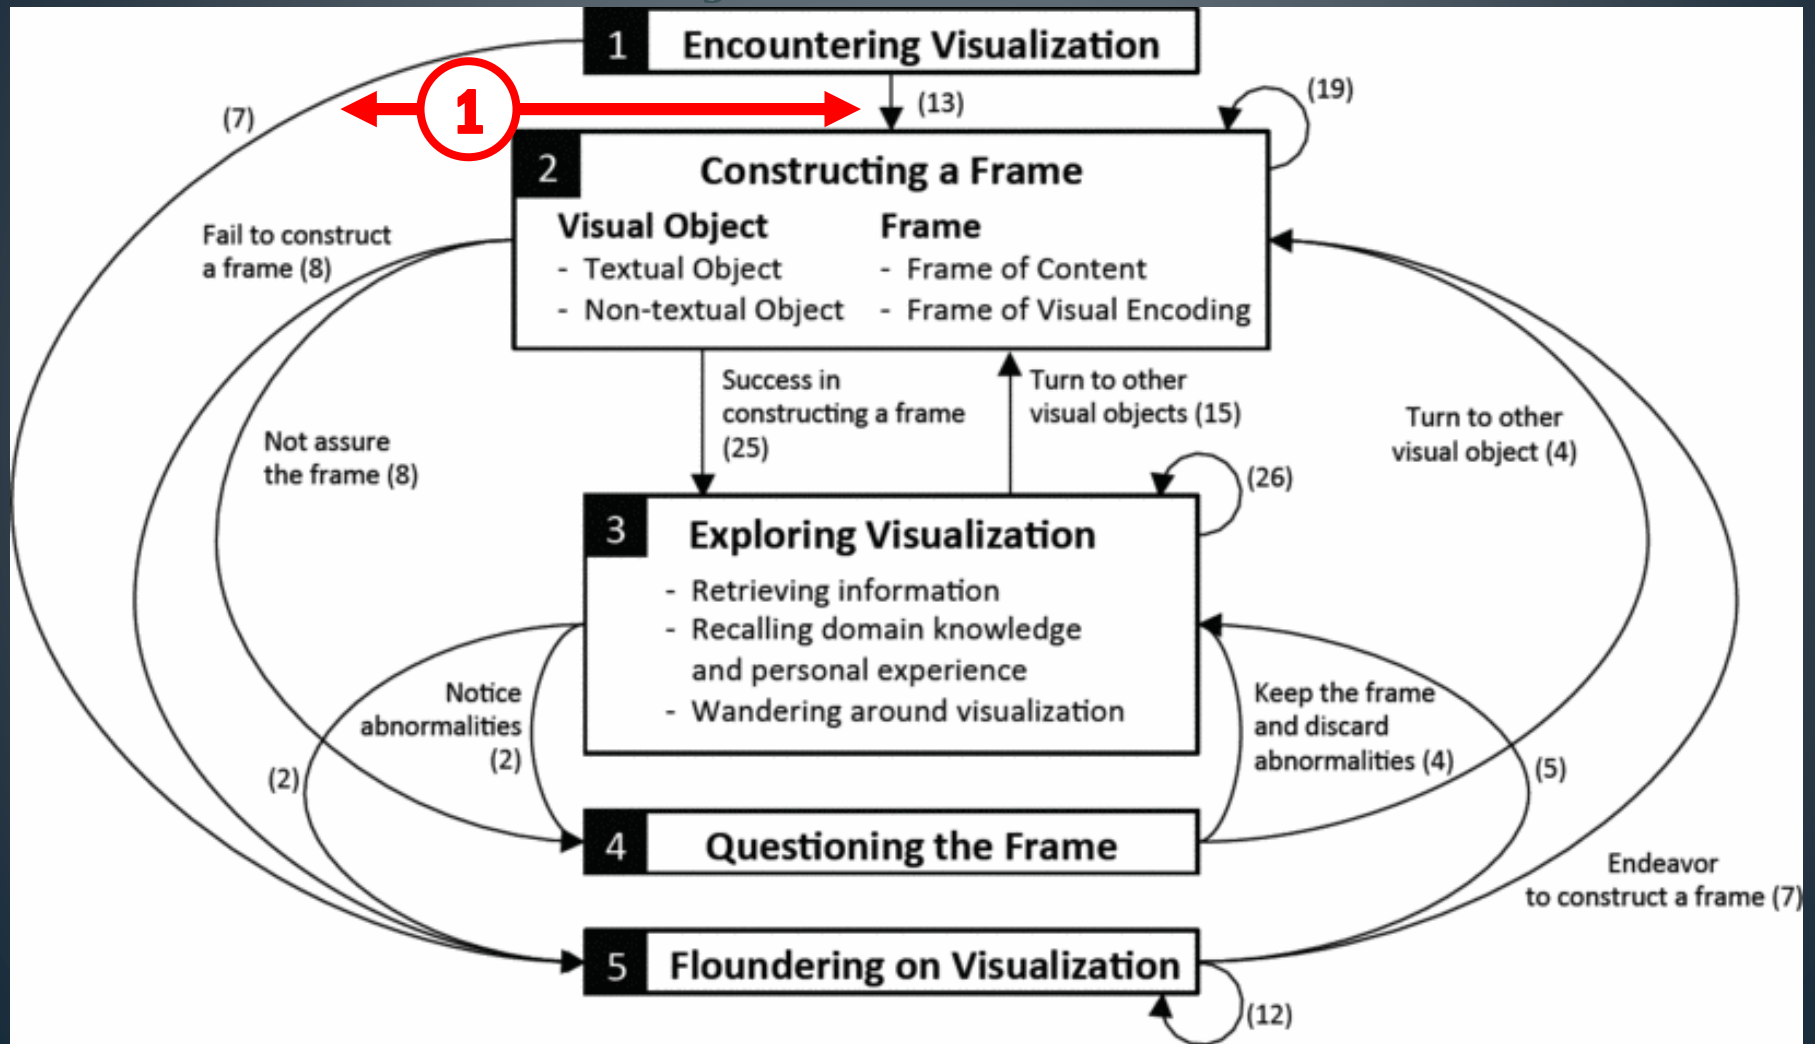 1 Encountering Visualization
(7)
1
(13)
(19)
2 Constructing a Frame
Visual Object
- Textual Object
- Non-textual Object
Frame
- Frame of Content
- Frame of Visual Encoding
Fail to construct
a frame (8)
Not assure
the frame (8)
Success in
constructing a frame
(25)
Turn to other
visual objects (15)
Turn to other
visual object (4)
(26)
3 Exploring Visualization
- Retrieving information
- Recalling domain knowledge
and personal experience
- Wandering around visualization
Notice
abnormalities
(2)
(2)
Keep the frame
and discard
abnormalities (4)
(5)
4 Questioning the Frame
Endeavor
to construct a frame (7)
5 Floundering on Visualization
(12)